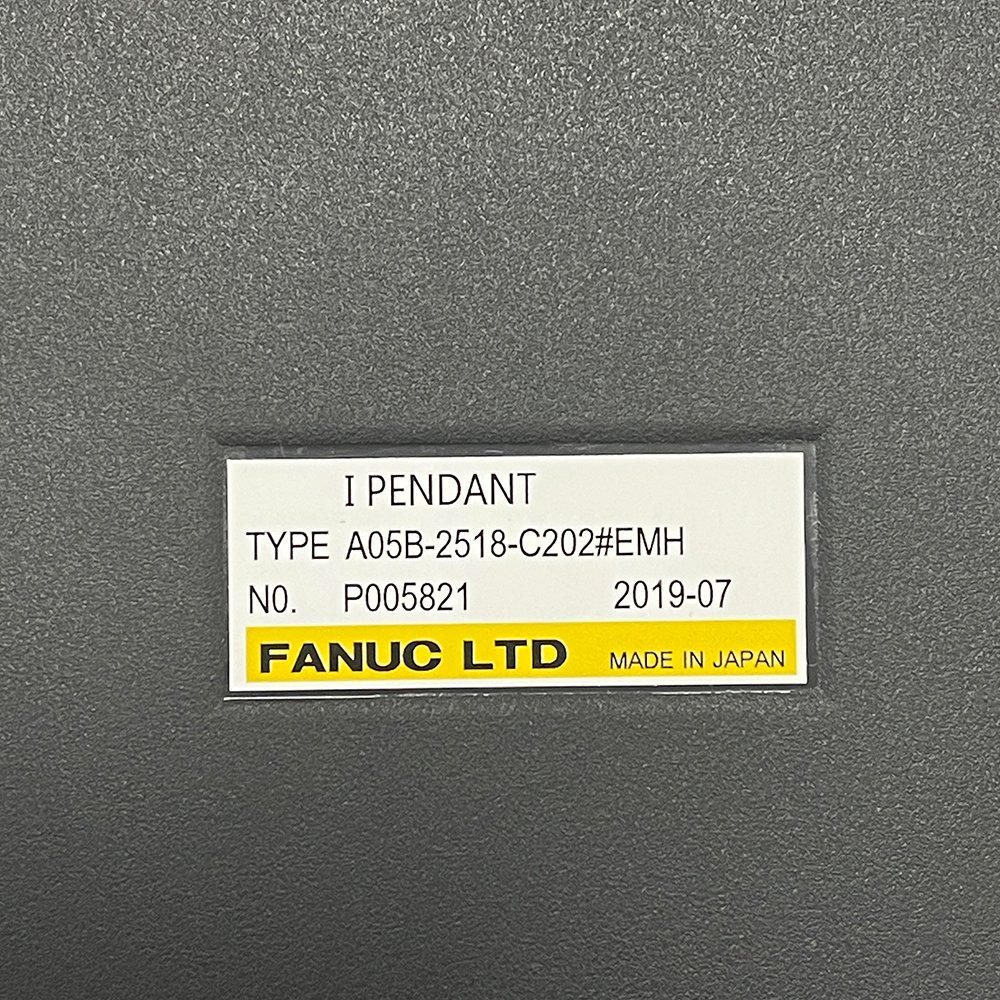 I PENDANT
TYPE A05B-2518-C202#EMH
N0. P005821 2019-07
FANUC LTD MADE IN JAPAN